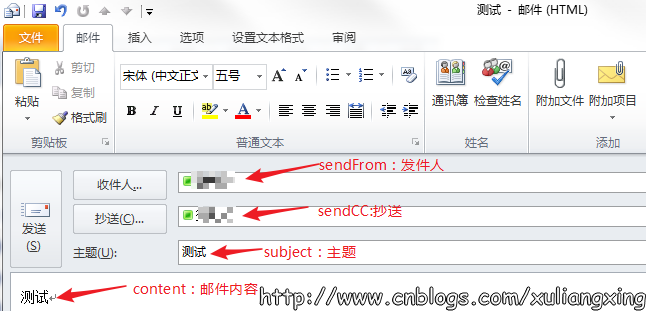 测试 - 邮件 (HTML)
文件 邮件 插入 选项 设置文本格式 审阅
粘贴 剪切 复制 格式刷
宋体 (中文正文 五号
B I U A
通讯簿 检查姓名 附加文件 附加项目
剪贴板 普通文本 姓名 添加
sendFrom：发件人
收件人...
sendCC:抄送
抄送(C)...
发送
(S)
主题(U): 测试 subject：主题
测试 content：邮件内容
http://www.cnblogs.com/xuliangxing